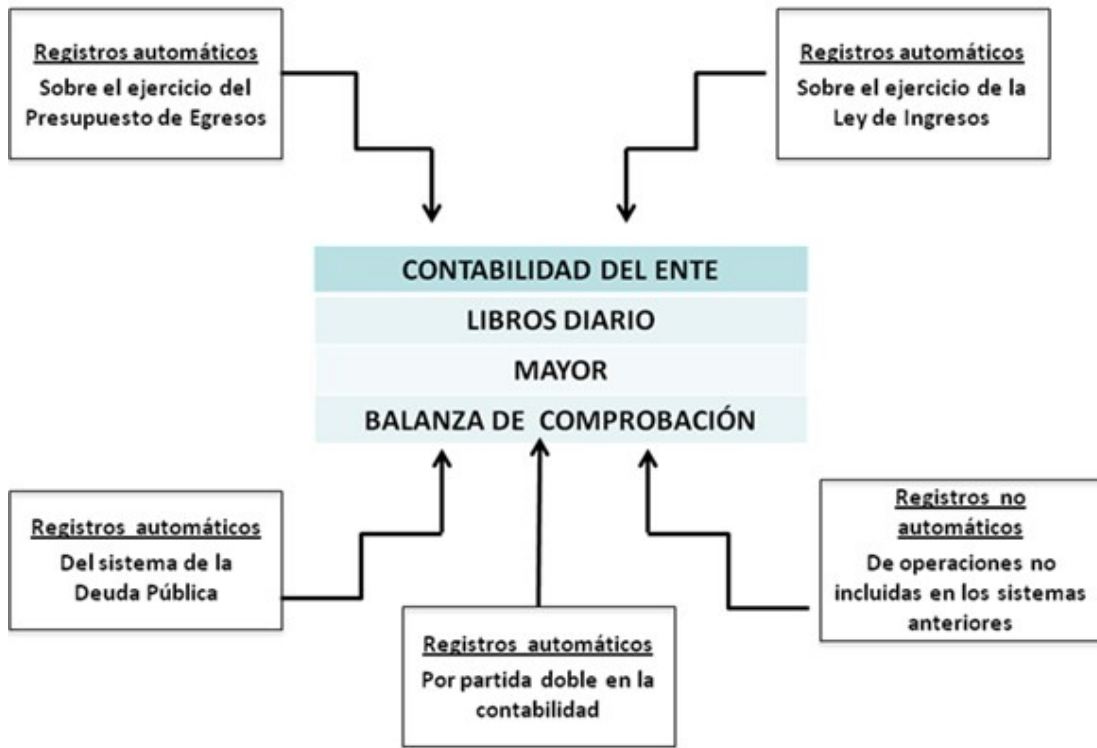 Registros automáticos
Sobre el ejercicio del
Presupuesto de Egresos
Registros automáticos
Sobre el ejercicio de la
Ley de Ingresos
CONTABILIDAD DEL ENTE
LIBROS DIARIO
MAYOR
BALANZA DE COMPROBACIÓN
Registros automáticos
Del sistema de la
Deuda Pública
Registros automáticos
Por partida doble en la
contabilidad
Registros no
automáticos
De operaciones no
incluidas en los sistemas
anteriores